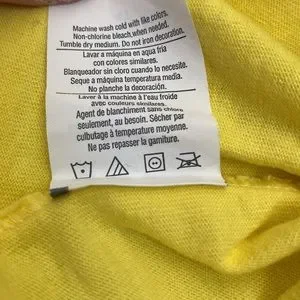 Machine wash cold with like colors.
Non-chlorine bleach,when needed.
Tumble dry medium. Do not iron decoration.
Lavar a máquina en agua fria
con colores similares.
Blanqueador sin cloro cuando lo necesite.
Seque a máquina temperatura media.
No planche la decoración.
Laver à la machine à l'eau froide
avec couleurs similaires.
Agent de blanchiment sans chlore,
seulement, au besoin. Sécher par
culbutage à température moyenne.
Ne pas repasser la garniture.